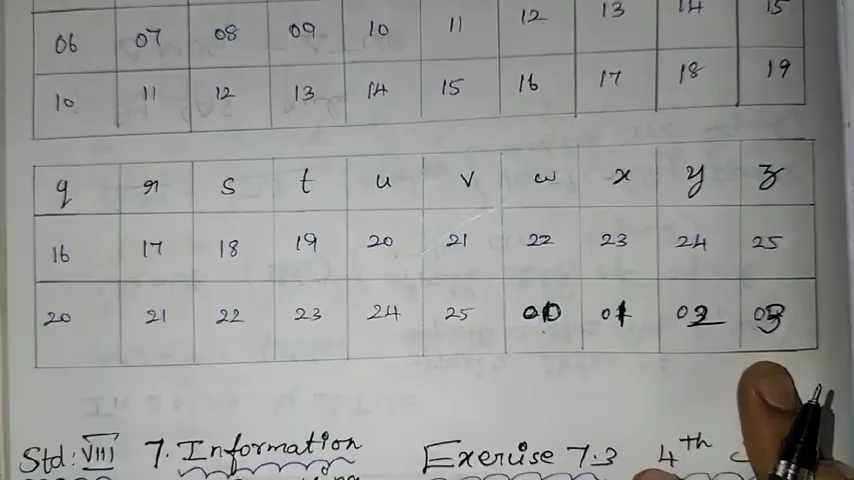 06 07 08 09 10 11 12 13 14 15
10 11 12 13 14 15 16 17 18 19
q r s t u v w x y z
16 17 18 19 20 21 22 23 24 25
20 21 22 23 24 25 00 01 02 03
Std: VIII 7. Information Exercise 7.3 4th